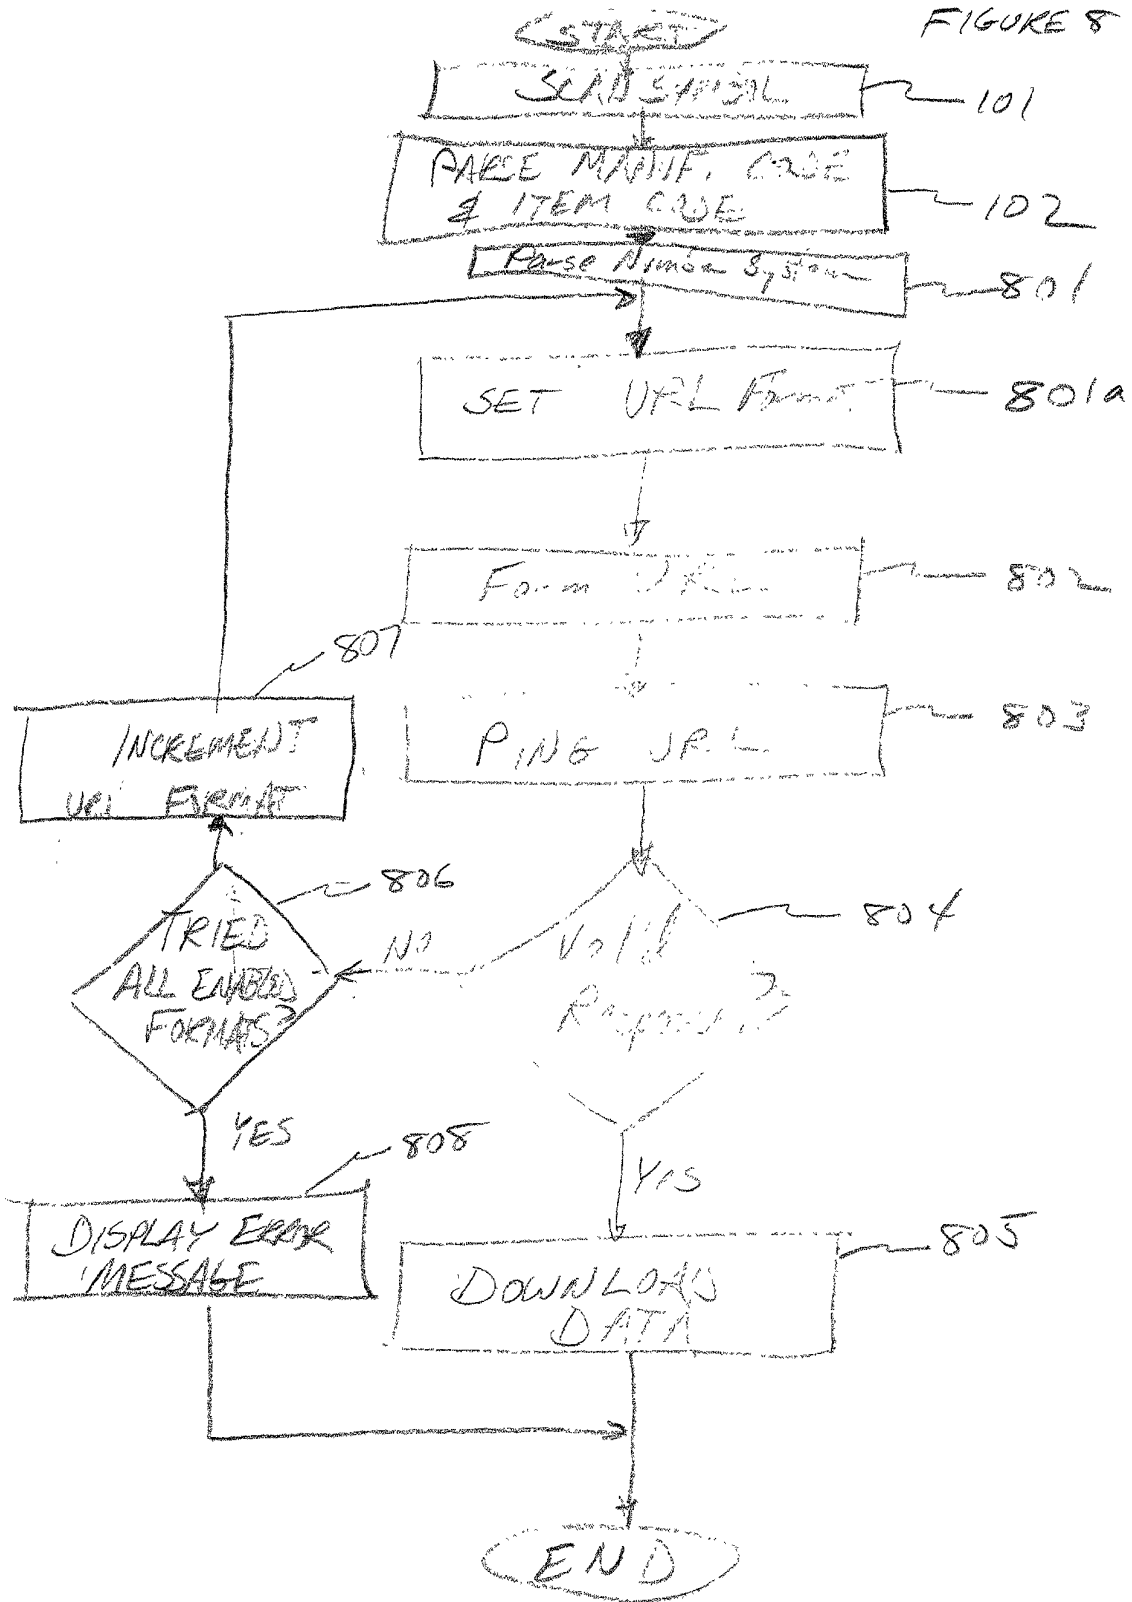 FIGURE 8
START
SCAN SYMBOL
101
PARSE MANUF. CODE
& ITEM CODE
102
Parse Number System
801
SET URL Format
801a
Form URL
802
807
INCREMENT
URL FORMAT
PING URL
803
806
TRIED
ALL ENABLED
FORMATS?
NO
Valid
Response?
804
YES
YES
808
DISPLAY ERROR
MESSAGE
DOWNLOAD
DATA
805
END